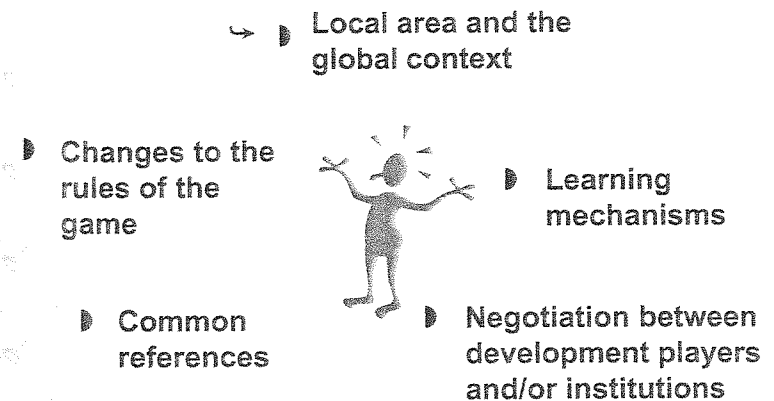 Local area and the
global context
Changes to the
rules of the
game
Learning
mechanisms
Common
references
Negotiation between
development players
and/or institutions